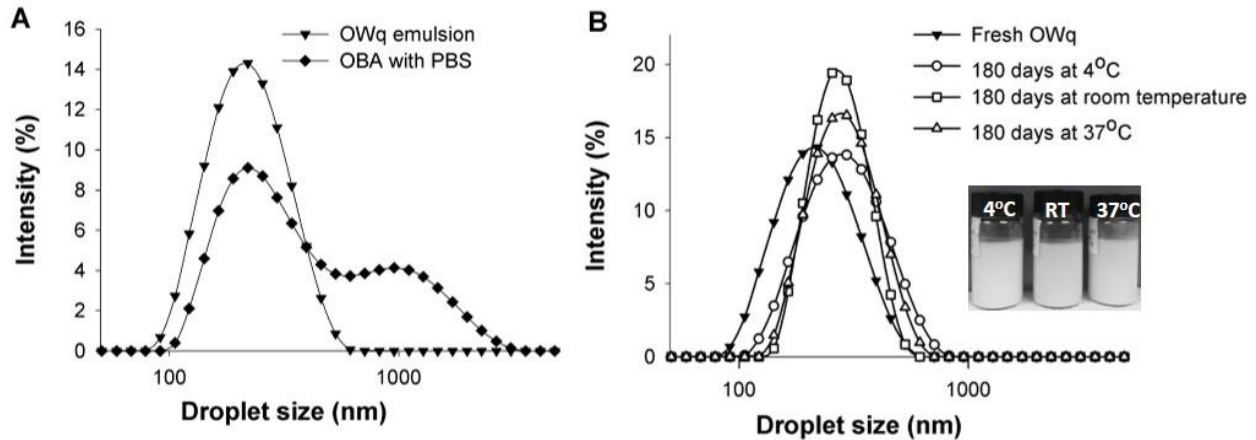 A
OWq emulsion
OBA with PBS
16
14
12
10
8
6
4
2
0
Intensity (%)
100
1000
Droplet size (nm)
B
Fresh OWq
180 days at 4°C
180 days at room temperature
180 days at 37°C
20
15
10
5
0
Intensity (%)
4°C RT 37°C
100
1000
Droplet size (nm)